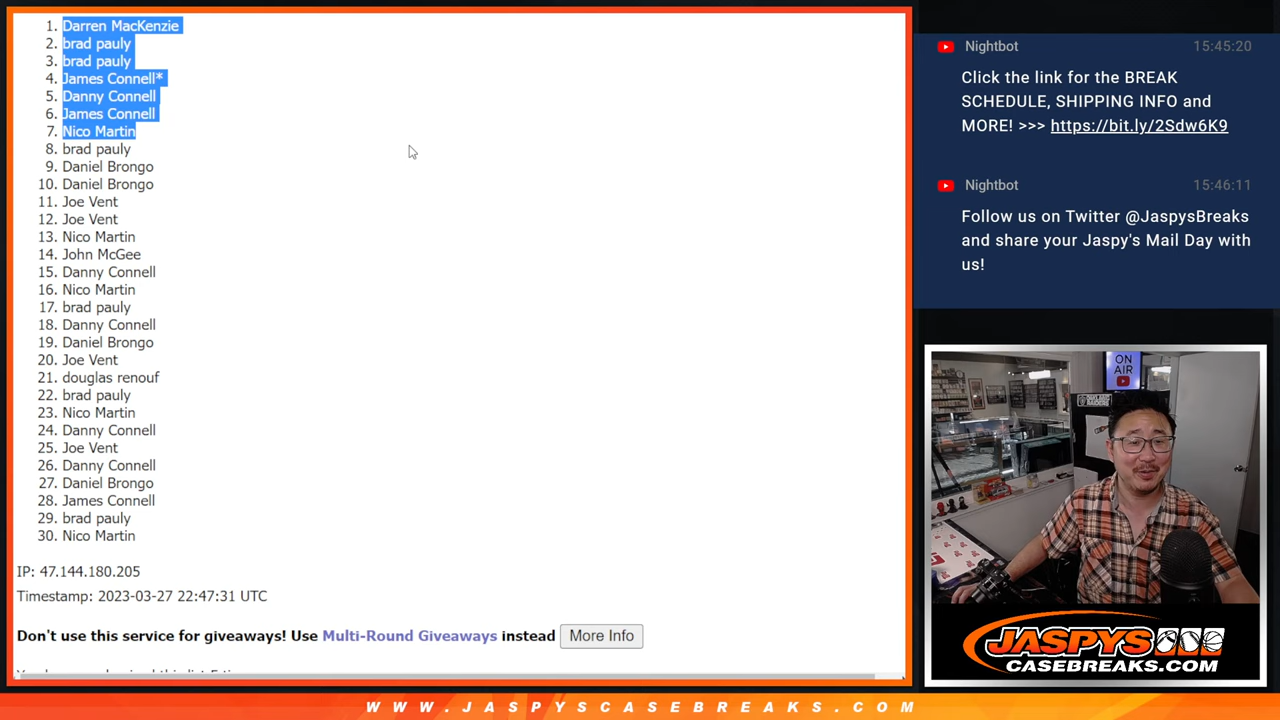 1. Darren MacKenzie
2. brad pauly
3. brad pauly
4. James Connell*
5. Danny Connell
6. James Connell
7. Nico Martin
8. brad pauly
9. Daniel Brongo
10. Daniel Brongo
11. Joe Vent
12. Joe Vent
13. Nico Martin
14. John McGee
15. Danny Connell
16. Nico Martin
17. brad pauly
18. Danny Connell
19. Daniel Brongo
20. Joe Vent
21. douglas renouf
22. brad pauly
23. Nico Martin
24. Danny Connell
25. Joe Vent
26. Danny Connell
27. Daniel Brongo
28. James Connell
29. brad pauly
30. Nico Martin
IP: 47.144.180.205
Timestamp: 2023-03-27 22:47:31 UTC
Don't use this service for giveaways! Use Multi-Round Giveaways instead More Info
Nightbot 15:45:20
Click the link for the BREAK
SCHEDULE, SHIPPING INFO and
MORE! >>> https://bit.ly/2Sdw6K9
Nightbot 15:46:11
Follow us on Twitter @JaspysBreaks
and share your Jaspy's Mail Day with
us!
ON
AIR
JASPYS
CASEBREAKS.COM
WWW.JASPYSCASEBREAKS.COM